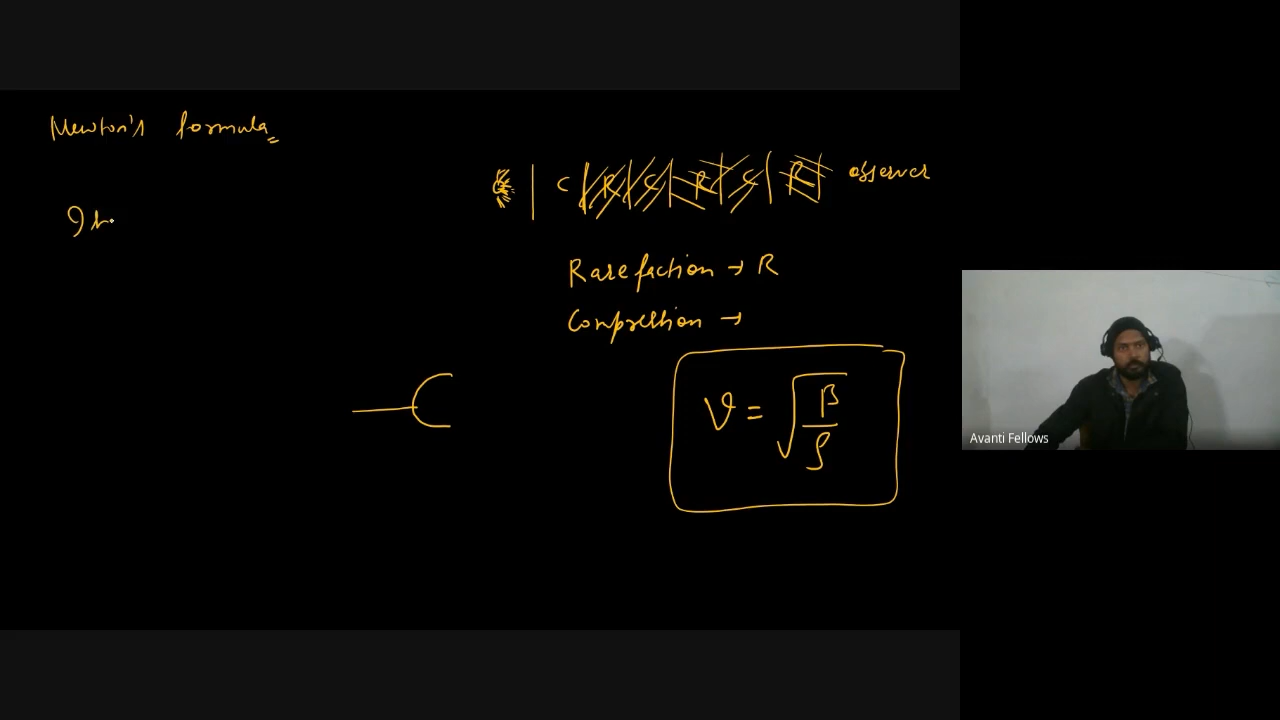 Newton's formula
C R C R C R observer
Rarefaction → R
Compression →
v = √β/ρ
Avanti Fellows